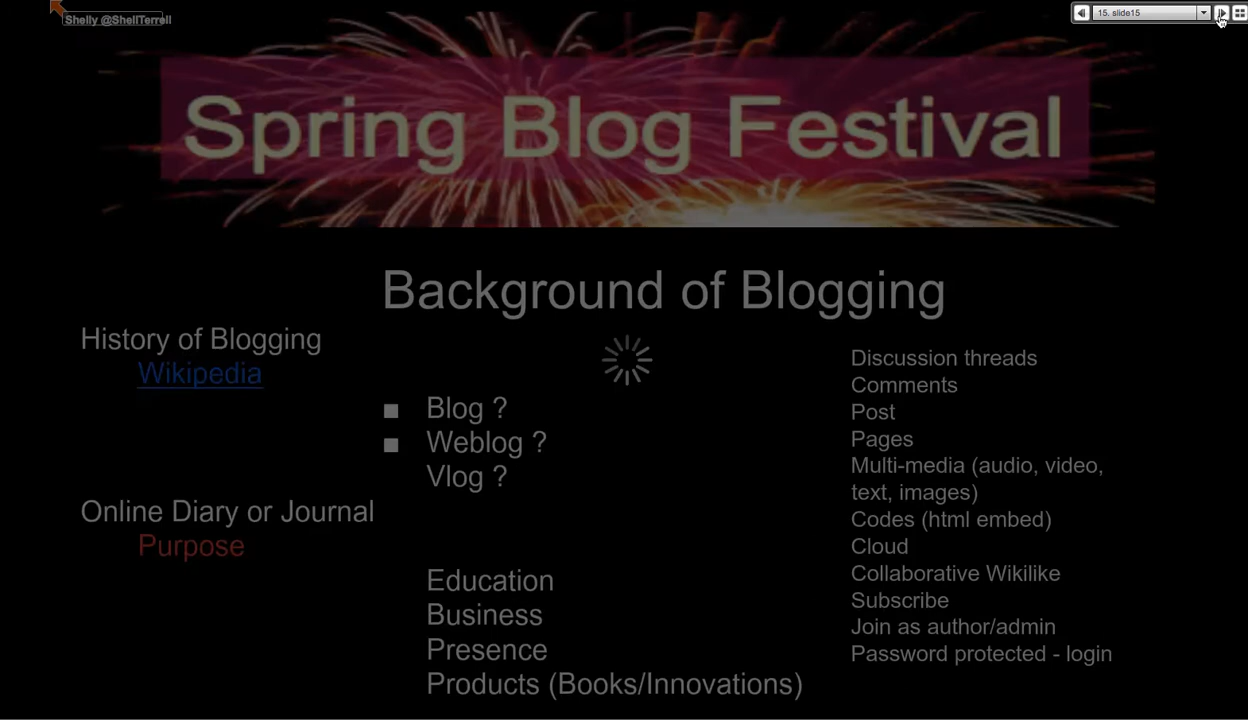 Shelly @ShellTerrell
15. slide15
Spring Blog Festival
Background of Blogging
History of Blogging
Wikipedia
Online Diary or Journal
Purpose
Blog ?
Weblog ?
Vlog ?
Education
Business
Presence
Products (Books/Innovations)
Discussion threads
Comments
Post
Pages
Multi-media (audio, video,
text, images)
Codes (html embed)
Cloud
Collaborative Wikilike
Subscribe
Join as author/admin
Password protected - login